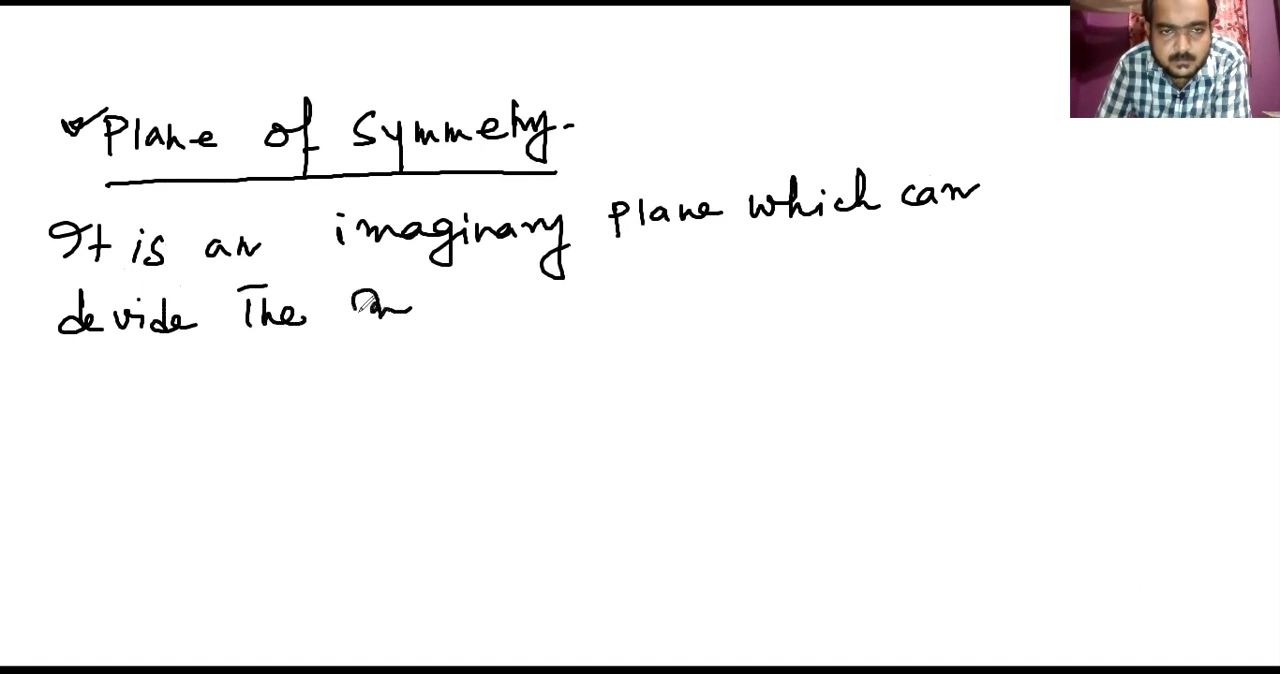 Plane of Symmetry-
It is an imaginary plane which can
devide The